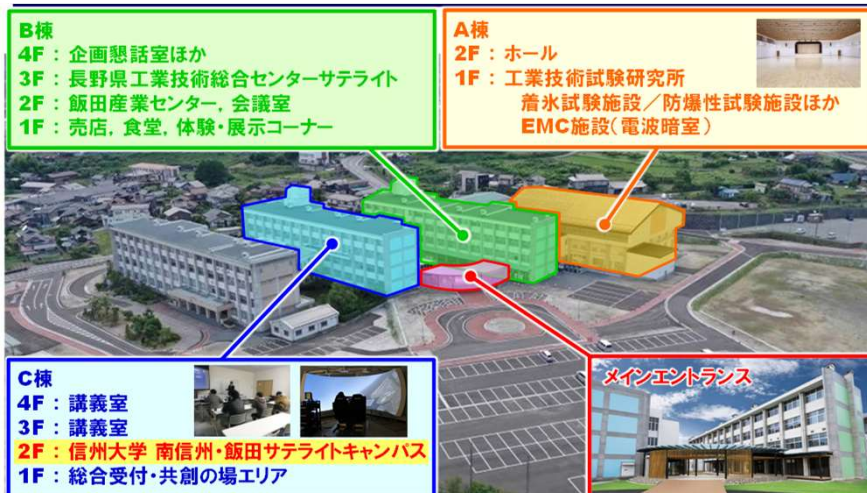 B棟
4F：企画懇話室ほか
3F：長野県工業技術総合センターサテライト
2F：飯田産業センター，会議室
1F：売店，食堂，体験・展示コーナー
A棟
2F：ホール
1F：工業技術試験研究所
着氷試験施設／防爆性試験施設ほか
EMC施設（電波暗室）
C棟
4F：講義室
3F：講義室
2F：信州大学 南信州・飯田サテライトキャンパス
1F：総合受付・共創の場エリア
メインエントランス